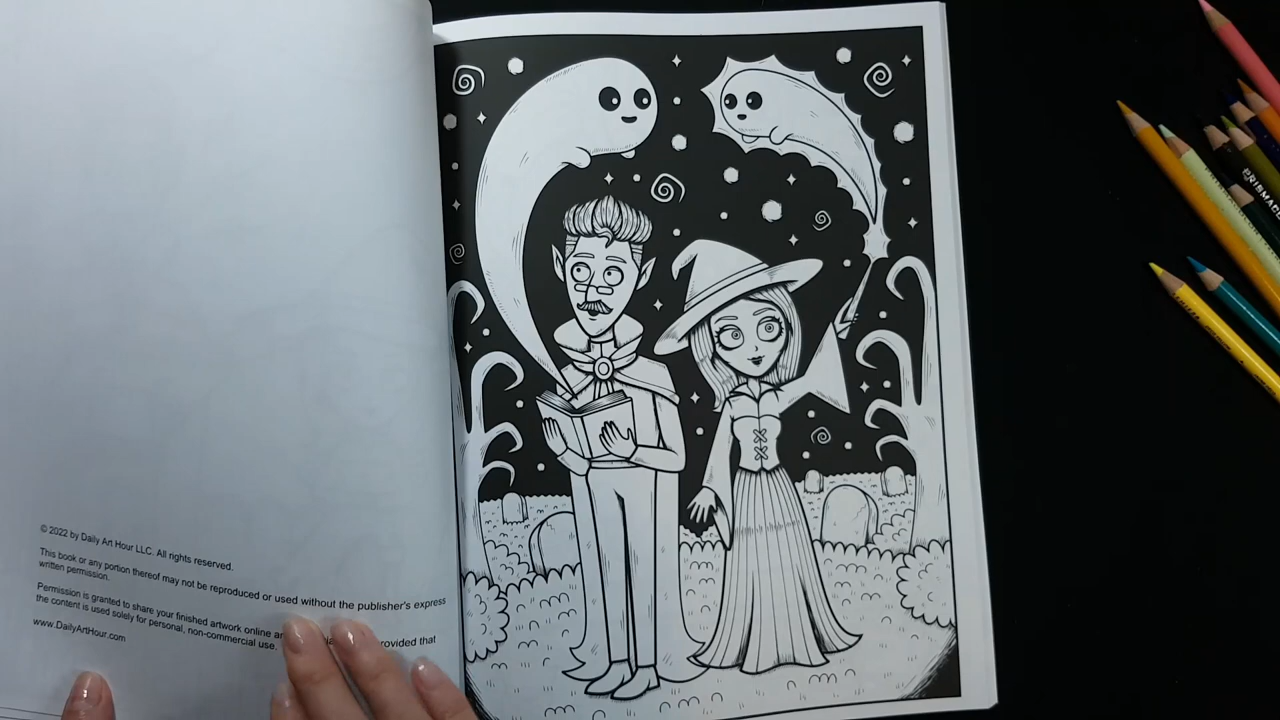 © 2022 by Daily Art Hour LLC. All rights reserved.
This book or any portion thereof may not be reproduced or used without the publisher's express
written permission.
Permission is granted to share your finished artwork online provided that
the content is used solely for personal, non-commercial use.
www.DailyArtHour.com
PRISMAC